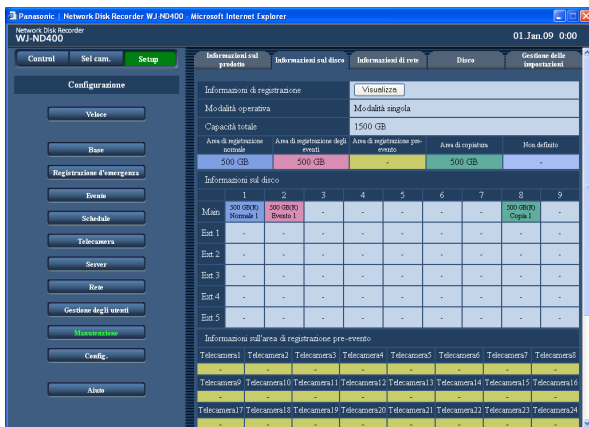 Panasonic | Network Disk Recorder WJ-ND400 - Microsoft Internet Explorer
Network Disk Recorder
WJ-ND400
01.Jan.09 0:00
Control Sel cam. Setup
Informazioni sul prodotto Informazioni sul disco Informazioni di rete Disco Gestione delle impostazioni
Configurazione
Veloce
Base
Registrazione d'emergenza
Evento
Schedule
Telecamera
Server
Rete
Gestione degli utenti
Manutenzione
Config.
Aiuto
Informazioni di registrazione Visualizza
Modalità operativa Modalità singola
Capacità totale 1500 GB
Area di registrazione normale Area di registrazione degli eventi Area di registrazione pre-evento Area di copiatura Non definito
500 GB 500 GB - 500 GB -
Informazioni sul disco
1 2 3 4 5 6 7 8 9
Main 500 GB(R) Normale 1 500 GB(R) Evento 1 - - - - - 500 GB(R) Copia 1 -
Ext.1 - - - - - - - - -
Ext.2 - - - - - - - - -
Ext.3 - - - - - - - - -
Ext.4 - - - - - - - - -
Ext.5 - - - - - - - - -
Informazioni sull'area di registrazione pre-evento
Telecamera1 Telecamera2 Telecamera3 Telecamera4 Telecamera5 Telecamera6 Telecamera7 Telecamera8
- - - - - - - -
Telecamera9 Telecamera10 Telecamera11 Telecamera12 Telecamera13 Telecamera14 Telecamera15 Telecamera16
- - - - - - - -
Telecamera17 Telecamera18 Telecamera19 Telecamera20 Telecamera21 Telecamera22 Telecamera23 Telecamera24
- - - - - - - -